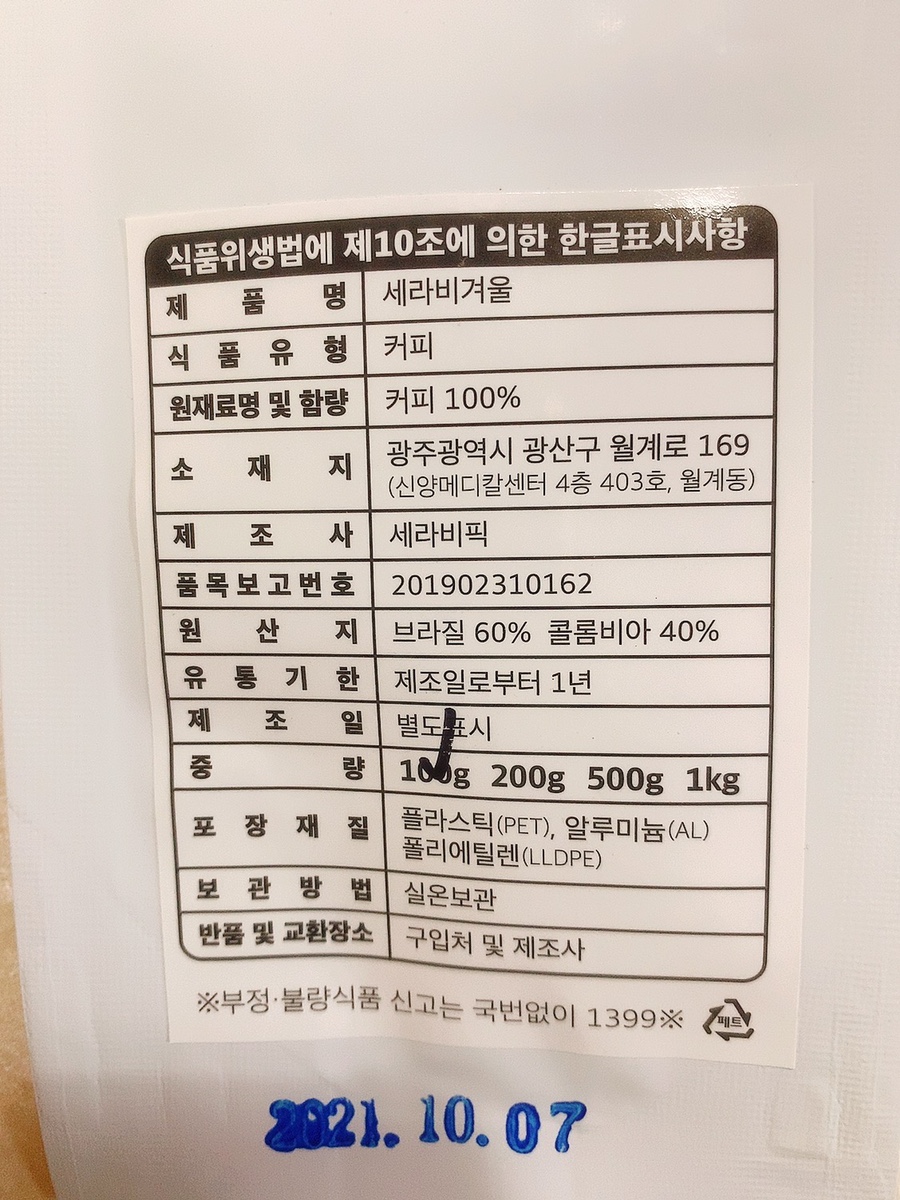 식품위생법에 제10조에 의한 한글표시사항
제 품 명 세라비겨울
식 품 유 형 커피
원재료명 및 함량 커피 100%
소 재 지 광주광역시 광산구 월계로 169
(신양메디칼센터 4층 403호, 월계동)
제 조 사 세라비픽
품목보고번호 201902310162
원 산 지 브라질 60% 콜롬비아 40%
유 통 기 한 제조일로부터 1년
제 조 일 별도표시
중 량 100g 200g 500g 1kg
포 장 재 질 플라스틱(PET), 알루미늄(AL)
폴리에틸렌(LLDPE)
보 관 방 법 실온보관
반품 및 교환장소 구입처 및 제조사
※부정·불량식품 신고는 국번없이 1399※
페트
2021.10.07